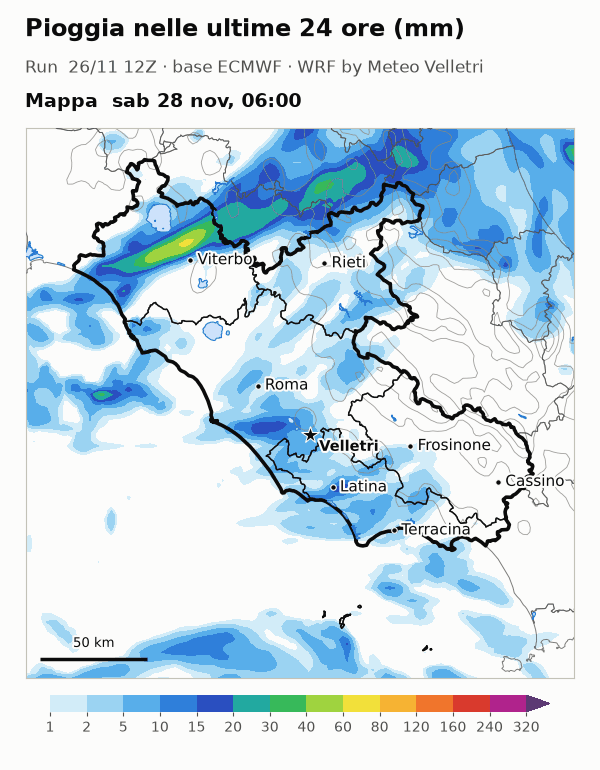 Pioggia nelle ultime 24 ore (mm)
Run  26/11 12Z · base ECMWF · WRF by Meteo Velletri
Mappa  sab 28 nov, 06:00
Viterbo
Rieti
Roma
Velletri
Frosinone
Cassino
Latina
Terracina
50 km
1 2 5 10 15 20 30 40 60 80 120 160 240 320